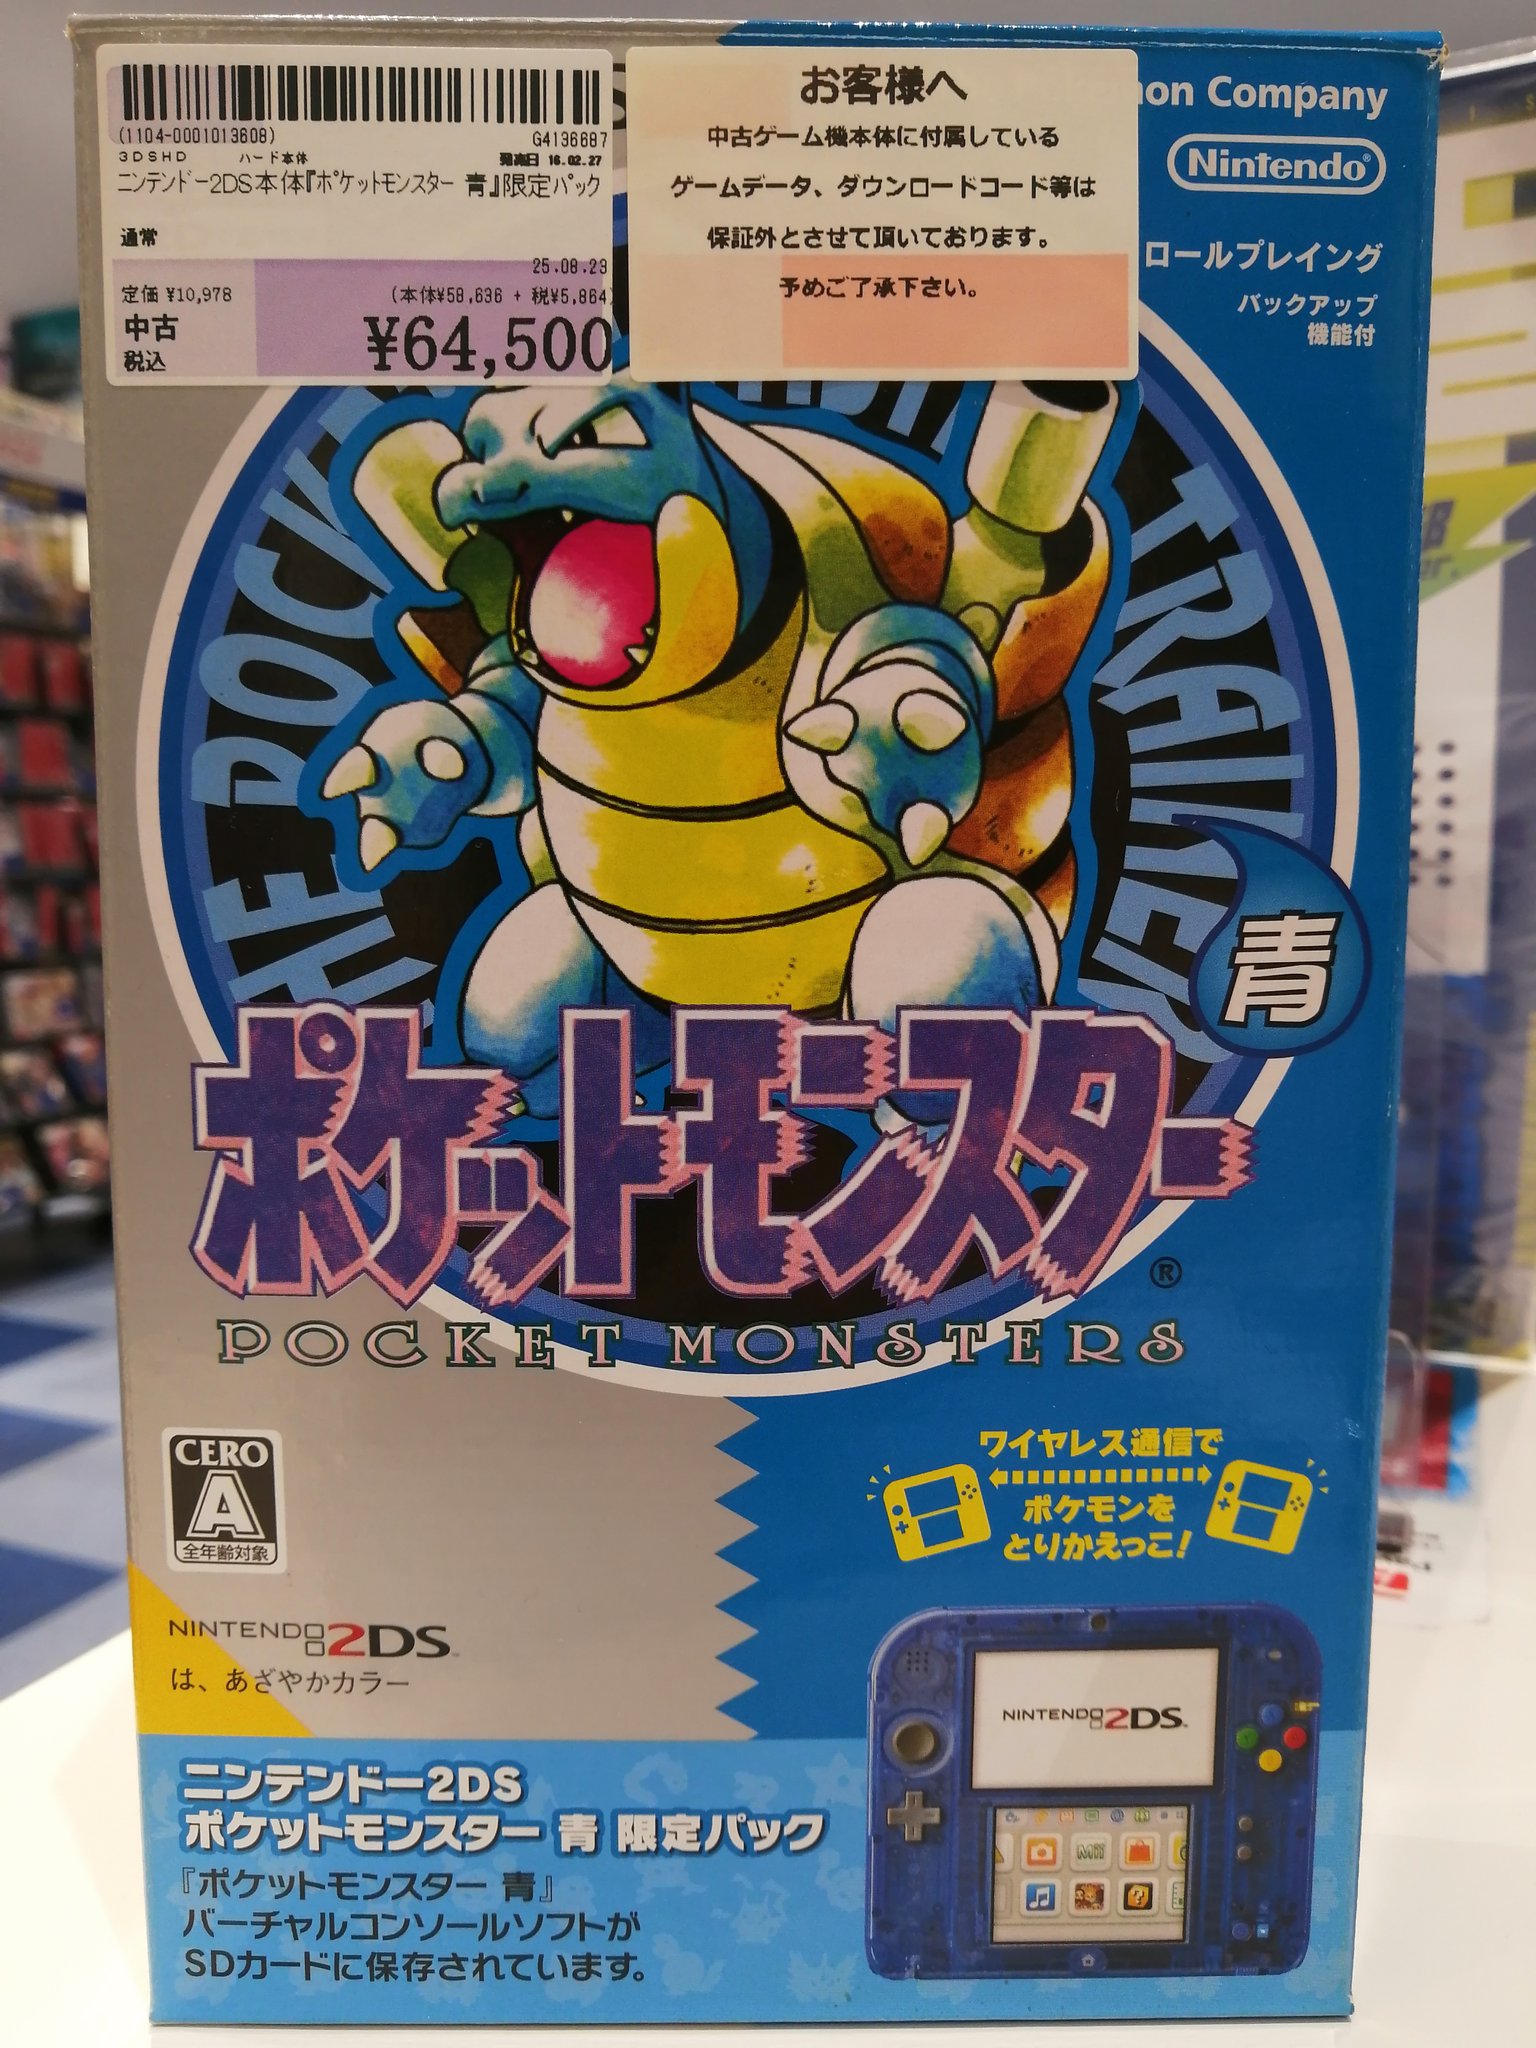 (1104-0001013608)
G4136687
3DSHD ハード本体 発売日 16.02.27
ニンテンドー2DS本体『ポケットモンスター 青』限定パック
通常
25.08.23
定価 ¥10,978
(本体¥58,636 + 税¥5,864)
中古
税込
¥64,500
お客様へ
中古ゲーム機本体に付属している
ゲームデータ、ダウンロードコード等は
保証外とさせて頂いております。
予めご了承下さい。
Company
Nintendo®
ロールプレイング
バックアップ
機能付
TRAINER
青
ポケットモンスター
®
POCKET MONSTERS
CERO
A
全年齢対象
ワイヤレス通信で
ポケモンを
とりかえっこ!
NINTENDO 2DS™
は、あざやかカラー
NINTENDO 2DS™
Mii
ニンテンドー2DS
ポケットモンスター 青 限定パック
『ポケットモンスター 青』
バーチャルコンソールソフトが
SDカードに保存されています。